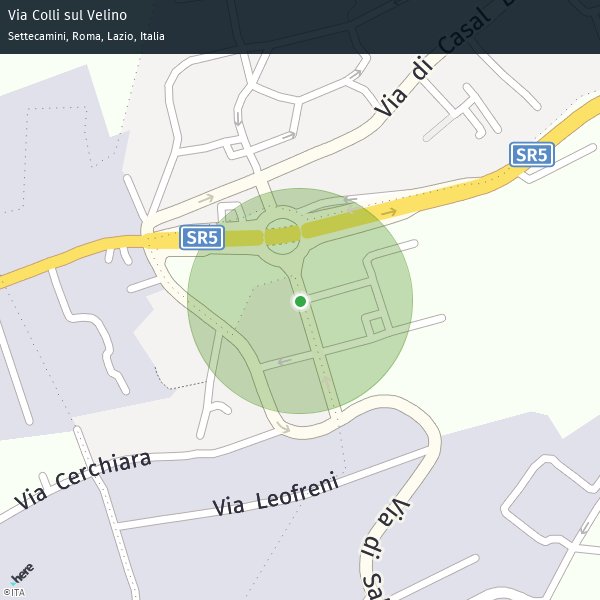 Via Colli sul Velino
Settecamini, Roma, Lazio, Italia
Via di Casal
SR5
SR5
Via Cerchiara
Via Leofreni
Via di Sa
here
©ITA